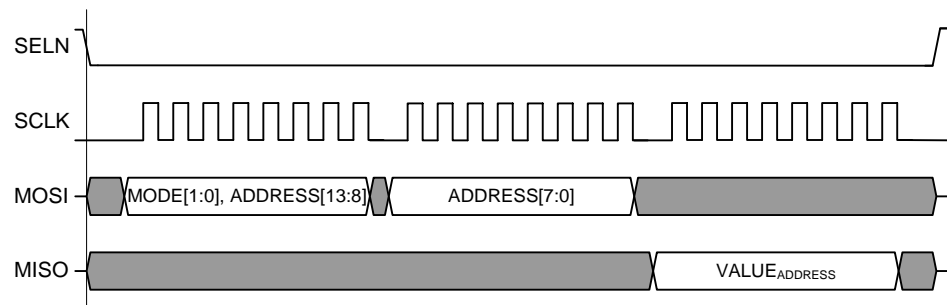 SELN
SCLK
MOSI MODE[1:0], ADDRESS[13:8] ADDRESS[7:0]
MISO VALUEADDRESS